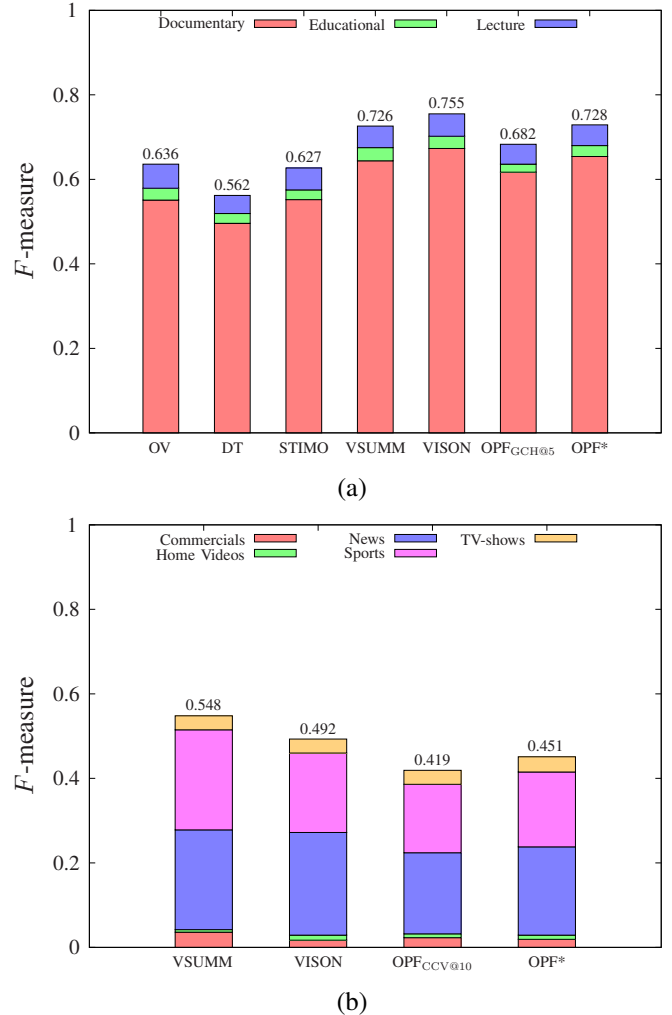 1
Documentary Educational Lecture
0.8
0.755
0.726 0.728
0.682
0.636 0.627
0.6
0.562
F-measure
0.4
0.2
0
OV DT STIMO VSUMM VISON OPF_GCH@5 OPF*
(a)
1
Commercials News TV-shows
Home Videos Sports
0.8
0.6
0.548
0.492
0.451
0.419
F-measure
0.4
0.2
0
VSUMM VISON OPF_CCV@10 OPF*
(b)